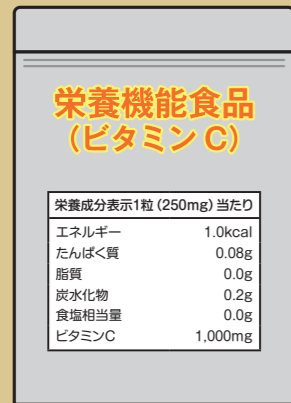 栄養機能食品
(ビタミンC)
栄養成分表示1粒(250mg)当たり
エネルギー 1.0kcal
たんぱく質 0.08g
脂質 0.0g
炭水化物 0.2g
食塩相当量 0.0g
ビタミンC 1,000mg